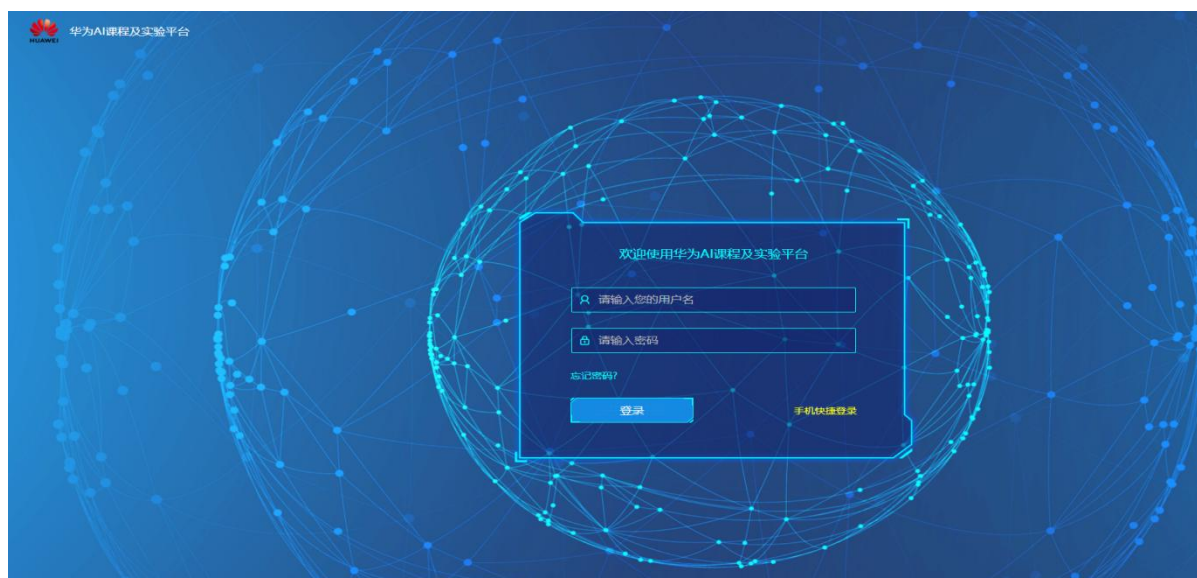 HUAWEI
华为AI课程及实验平台
欢迎使用华为AI课程及实验平台
请输入您的用户名
请输入密码
忘记密码?
登录
手机快捷登录